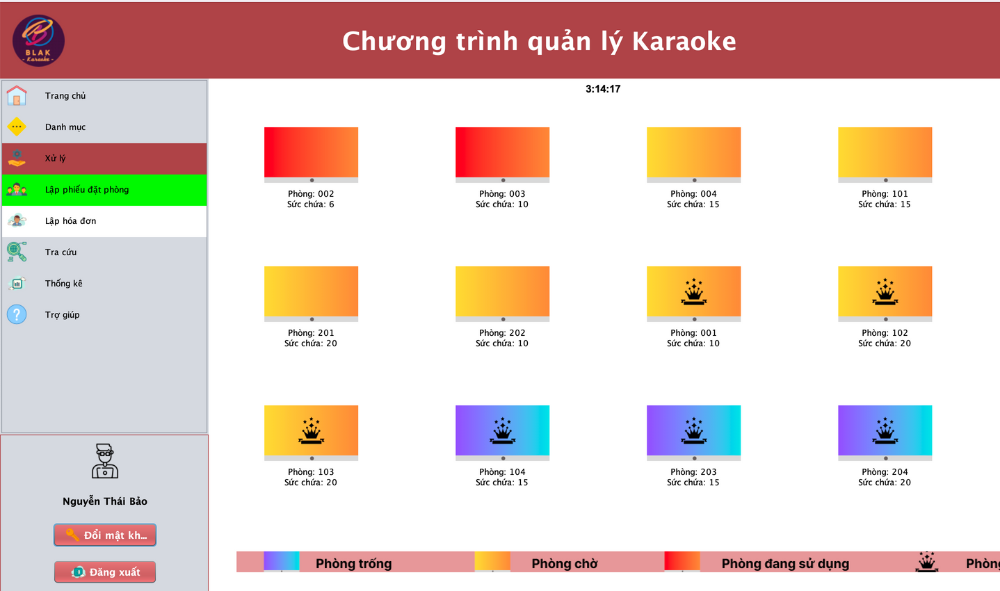 BLAK
- Karaoke -
Chương trình quản lý Karaoke
Trang chủ
Danh mục
Xử lý
Lập phiếu đặt phòng
Lập hóa đơn
Tra cứu
Thống kê
Trợ giúp
Nguyễn Thái Bảo
Đổi mật kh...
Đăng xuất
3:14:17
Phòng: 002
Sức chứa: 6
Phòng: 003
Sức chứa: 10
Phòng: 004
Sức chứa: 15
Phòng: 101
Sức chứa: 15
Phòng: 201
Sức chứa: 20
Phòng: 202
Sức chứa: 10
Phòng: 001
Sức chứa: 10
Phòng: 102
Sức chứa: 20
Phòng: 103
Sức chứa: 20
Phòng: 104
Sức chứa: 15
Phòng: 203
Sức chứa: 15
Phòng: 204
Sức chứa: 20
Phòng trống
Phòng chờ
Phòng đang sử dụng
Phòng